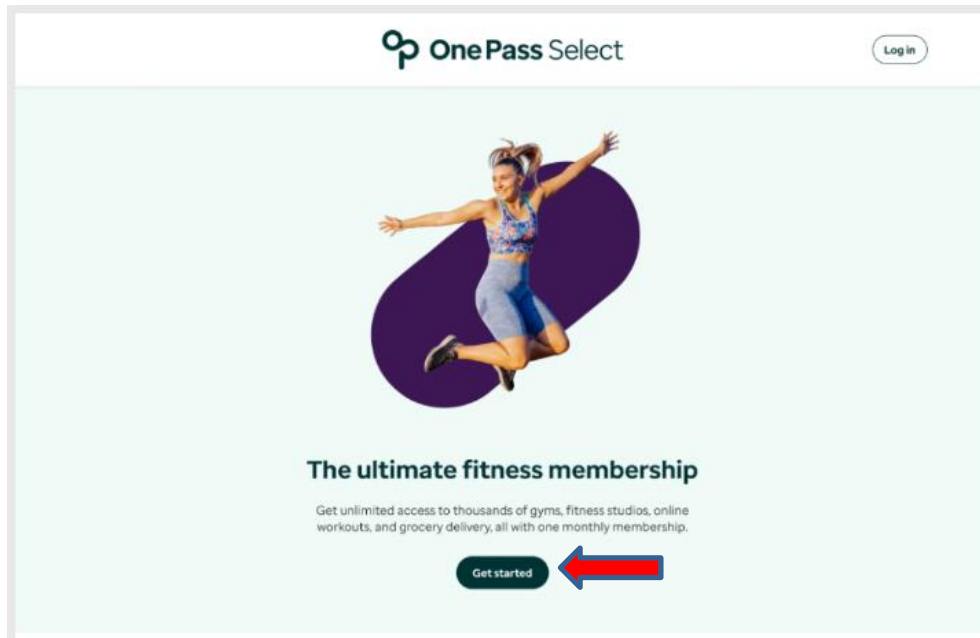 One Pass Select
Log in
The ultimate fitness membership
Get unlimited access to thousands of gyms, fitness studios, online
workouts, and grocery delivery, all with one monthly membership.
Get started